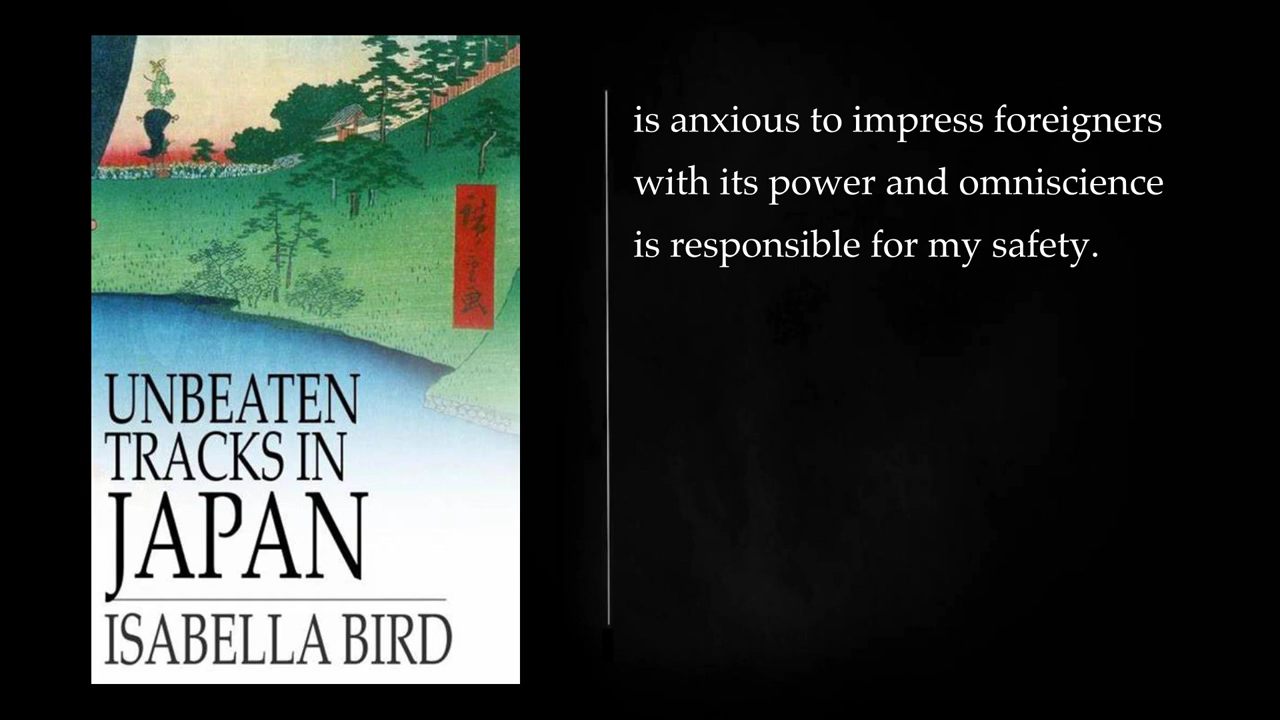 UNBEATEN
TRACKS IN
JAPAN
ISABELLA BIRD
is anxious to impress foreigners
with its power and omniscience
is responsible for my safety.